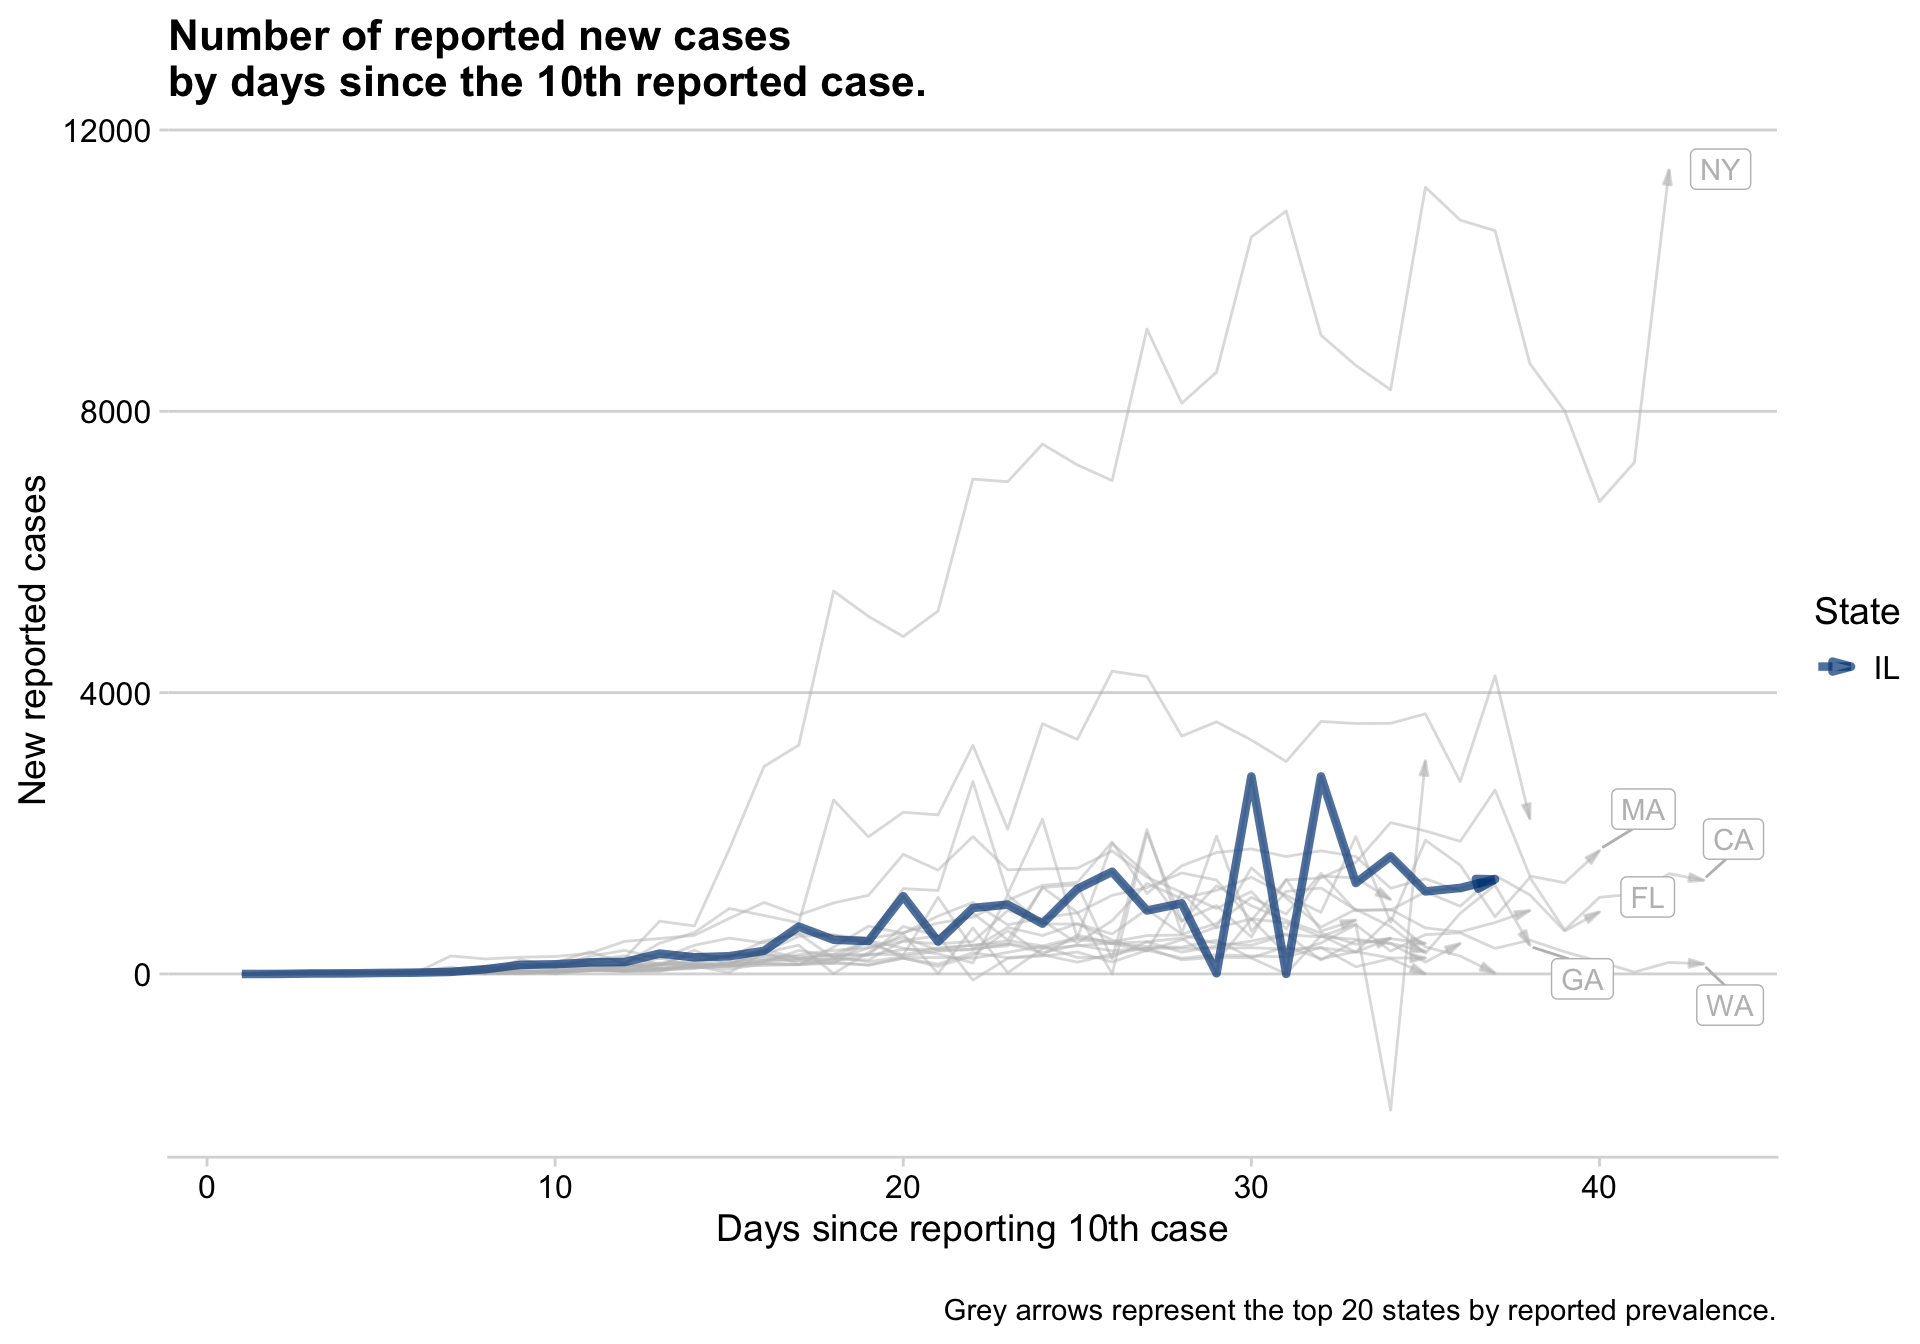 Number of reported new cases
by days since the 10th reported case.
12000
8000
4000
0
New reported cases
NY
MA
CA
FL
GA
WA
State
IL
0 10 20 30 40
Days since reporting 10th case
Grey arrows represent the top 20 states by reported prevalence.